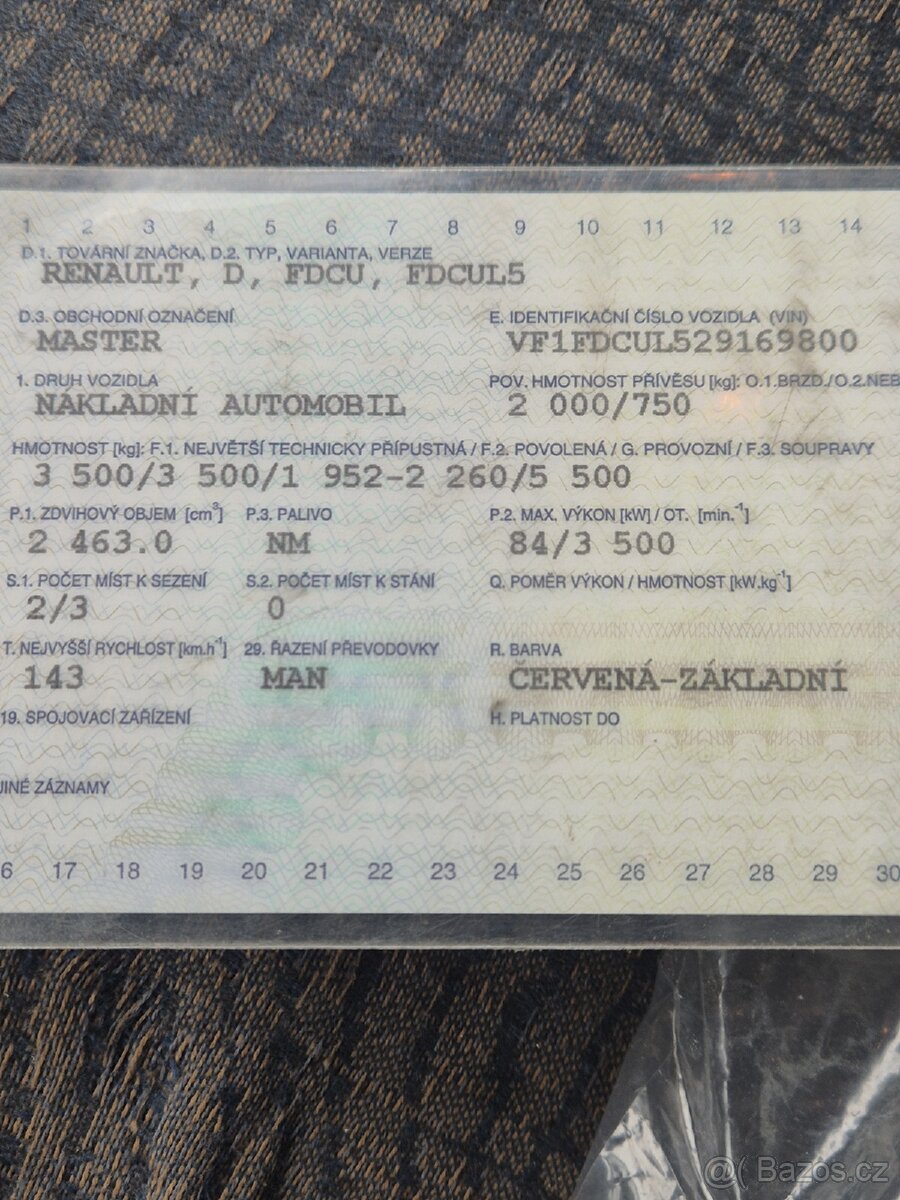 1 2 3 4 5 6 7 8 9 10 11 12 13 14
D.1. TOVÁRNÍ ZNAČKA, D.2. TYP, VARIANTA, VERZE
RENAULT, D, FDCU, FDCUL5
D.3. OBCHODNÍ OZNAČENÍ E. IDENTIFIKAČNÍ ČÍSLO VOZIDLA (VIN)
MASTER VF1FDCUL529169800
1. DRUH VOZIDLA POV. HMOTNOST PŘÍVĚSU [kg]: O.1.BRZD./O.2.NEB
NÁKLADNÍ AUTOMOBIL 2 000/750
HMOTNOST [kg]: F.1. NEJVĚTŠÍ TECHNICKY PŘÍPUSTNÁ / F.2. POVOLENÁ / G. PROVOZNÍ / F.3. SOUPRAVY
3 500/3 500/1 952-2 260/5 500
P.1. ZDVIHOVÝ OBJEM [cm³] P.3. PALIVO P.2. MAX. VÝKON [kW] / OT. [min.⁻¹]
2 463.0 NM 84/3 500
S.1. POČET MÍST K SEZENÍ S.2. POČET MÍST K STÁNÍ Q. POMĚR VÝKON / HMOTNOST [kW.kg⁻¹]
2/3 0
T. NEJVYŠŠÍ RYCHLOST [km.h⁻¹] 29. ŘAZENÍ PŘEVODOVKY R. BARVA
143 MAN ČERVENÁ-ZÁKLADNÍ
19. SPOJOVACÍ ZAŘÍZENÍ H. PLATNOST DO
JINÉ ZÁZNAMY
6 17 18 19 20 21 22 23 24 25 26 27 28 29 30
@( Bazoš.cz